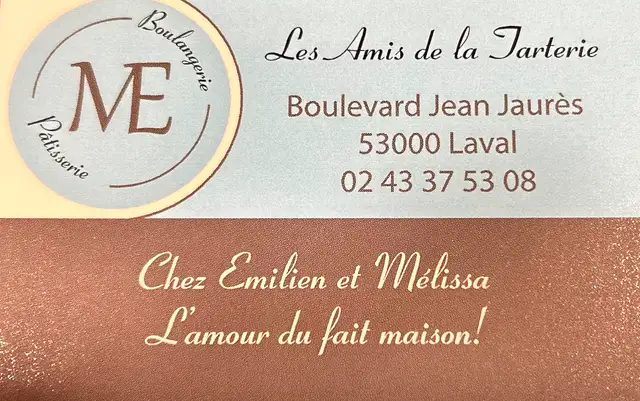 Boulangerie
ME
Pâtisserie
Les Amis de la Tarterie
Boulevard Jean Jaurès
53000 Laval
02 43 37 53 08
Chez Emilien et Mélissa
L'amour du fait maison!